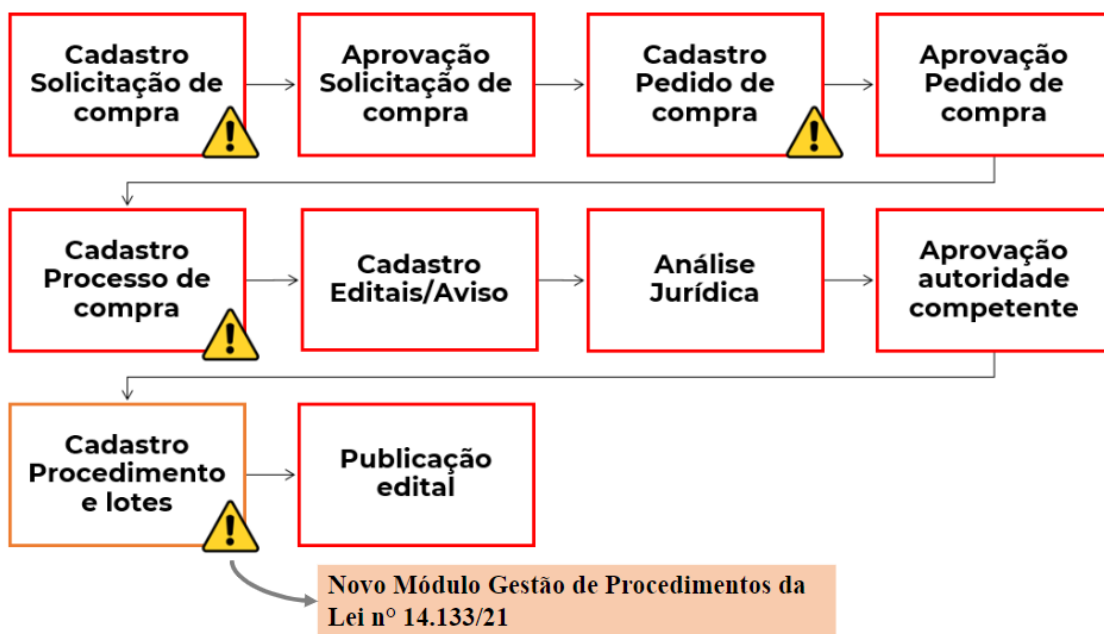 Cadastro
Solicitação de
compra
Aprovação
Solicitação de
compra
Cadastro
Pedido de
compra
Aprovação
Pedido de
compra
Cadastro
Processo de
compra
Cadastro
Editais/Aviso
Análise
Jurídica
Aprovação
autoridade
competente
Cadastro
Procedimento
e lotes
Publicação
edital
Novo Módulo Gestão de Procedimentos da
Lei n° 14.133/21